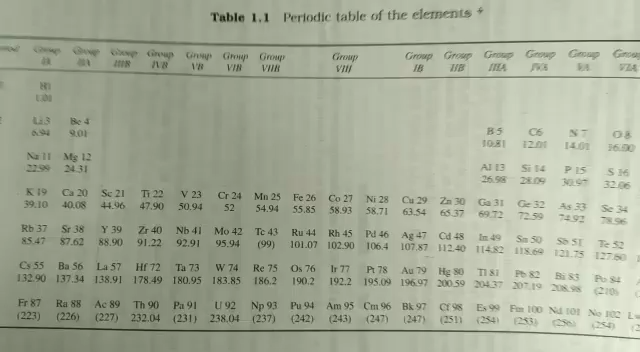 Table 1.1 Periodic table of the elements
Group Group Group Group Group Group Group Group Group Group Group Group Group Group
IA IIA IIIB IVB VB VIB VIIB VIII IB IIB IIIA IVA VA VIA
H1
1.01
Li 3 Be 4 B 5 C6 N 7 O 8
6.94 9.01 10.81 12.01 14.01 16.00
Na 11 Mg 12 Al 13 Si 14 P 15 S 16
22.99 24.31 26.98 28.09 30.97 32.06
K 19 Ca 20 Sc 21 Ti 22 V 23 Cr 24 Mn 25 Fe 26 Co 27 Ni 28 Cu 29 Zn 30 Ga 31 Ge 32 As 33 Se 34
39.10 40.08 44.96 47.90 50.94 52 54.94 55.85 58.93 58.71 63.54 65.37 69.72 72.59 74.92 78.96
Rb 37 Sr 38 Y 39 Zr 40 Nb 41 Mo 42 Tc 43 Ru 44 Rh 45 Pd 46 Ag 47 Cd 48 In 49 Sn 50 Sb 51 Te 52
85.47 87.62 88.90 91.22 92.91 95.94 (99) 101.07 102.90 106.4 107.87 112.40 114.82 118.69 121.75 127.60
Cs 55 Ba 56 La 57 Hf 72 Ta 73 W 74 Re 75 Os 76 Ir 77 Pt 78 Au 79 Hg 80 Tl 81 Pb 82 Bi 83 Po 84
132.90 137.34 138.91 178.49 180.95 183.85 186.2 190.2 192.2 195.09 196.97 200.59 204.37 207.19 208.98 (210)
Fr 87 Ra 88 Ac 89 Th 90 Pa 91 U 92 Np 93 Pu 94 Am 95 Cm 96 Bk 97 Cf 98 Es 99 Fm 100 Md 101 No 102
(223) (226) (227) 232.04 (231) 238.04 (237) (242) (243) (247) (247) (251) (254) (253) (256) (254)